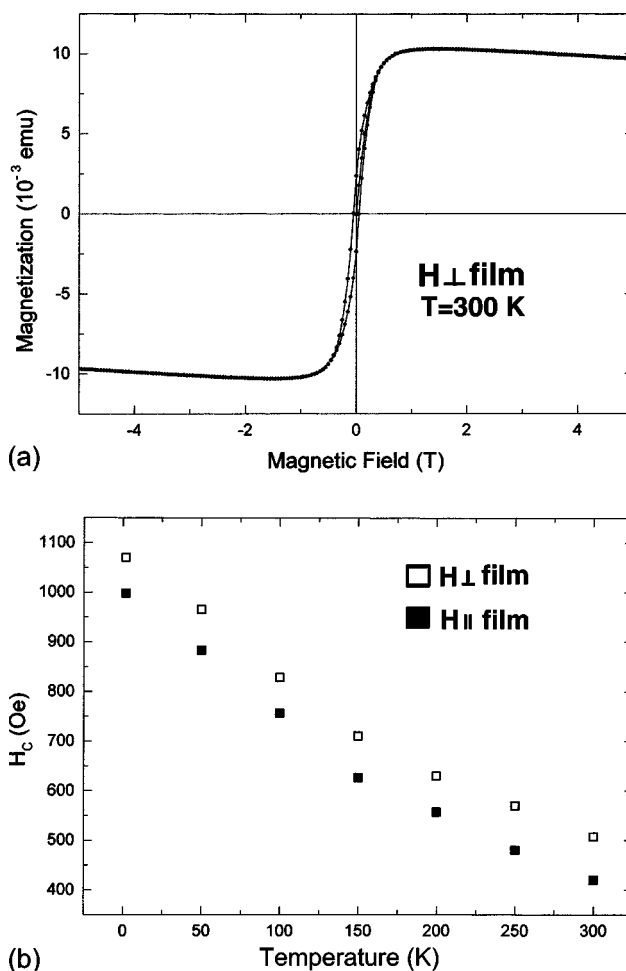 10
5
0
-5
-10
Magnetization (10⁻³ emu)
H⊥film
T=300 K
-4 -2 0 2 4
Magnetic Field (T)
(a)
1100
1000
900
800
700
600
500
400
H_C (Oe)
H⊥ film
H॥ film
0 50 100 150 200 250 300
Temperature (K)
(b)